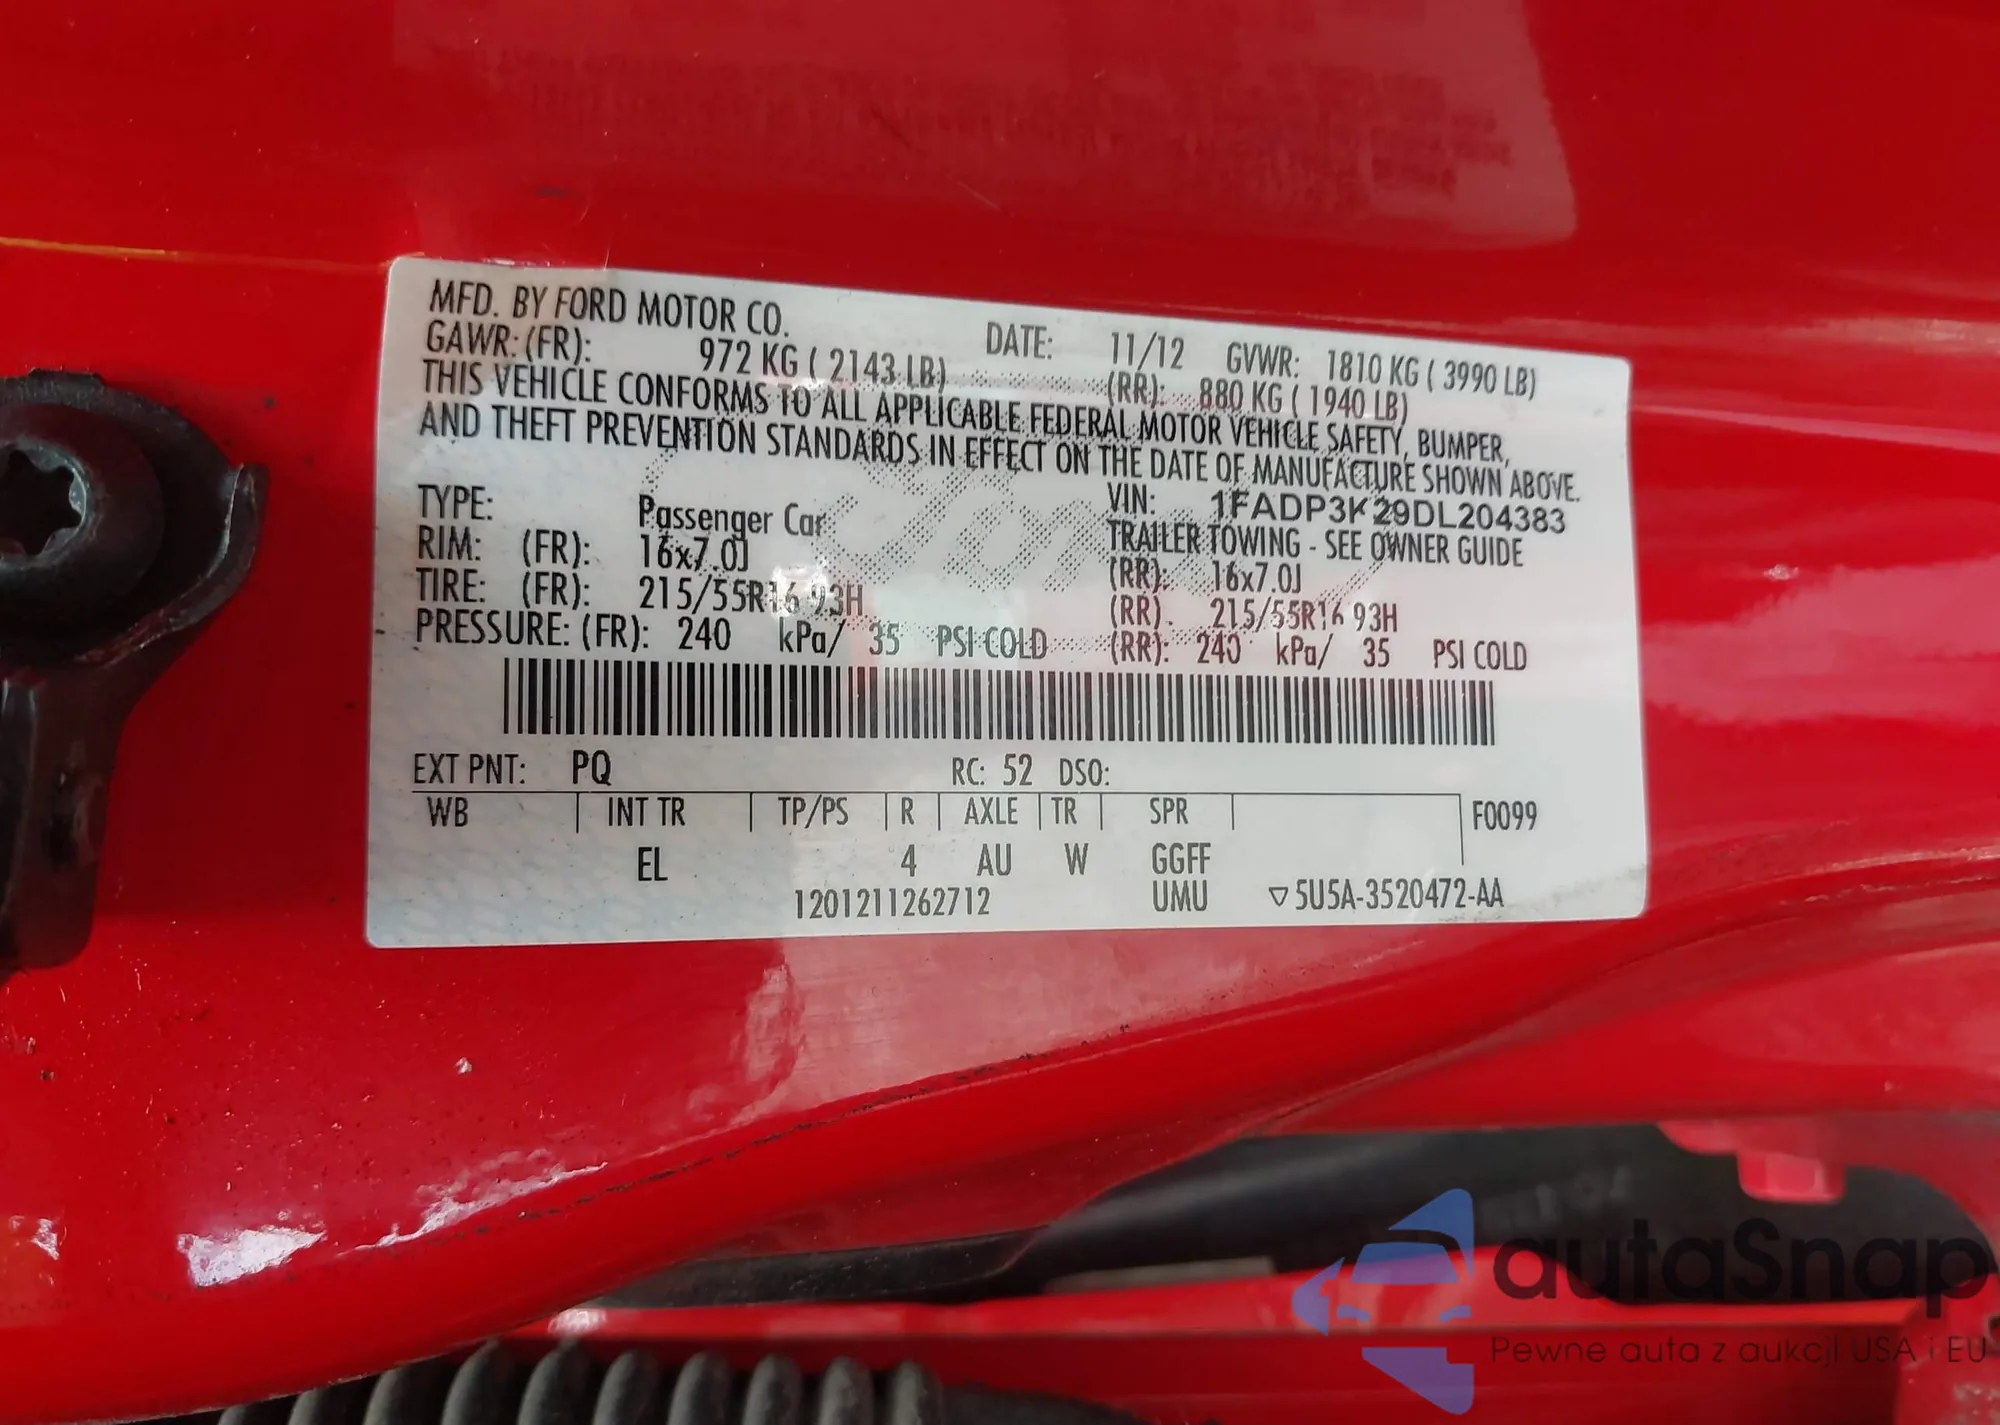 MFD. BY FORD MOTOR CO. DATE: 11/12 GVWR: 1810 KG ( 3990 LB)
GAWR: (FR): 972 KG ( 2143 LB) (RR): 880 KG ( 1940 LB)
THIS VEHICLE CONFORMS TO ALL APPLICABLE FEDERAL MOTOR VEHICLE SAFETY, BUMPER,
AND THEFT PREVENTION STANDARDS IN EFFECT ON THE DATE OF MANUFACTURE SHOWN ABOVE.
VIN: 1FADP3K29DL204383
TYPE: Passenger Car TRAILER TOWING - SEE OWNER GUIDE
RIM: (FR): 16x7.0J (RR): 16x7.0J
TIRE: (FR): 215/55R16 93H (RR). 215/55R16 93H
PRESSURE: (FR): 240 kPa/ 35 PSI COLD (RR): 240 kPa/ 35 PSI COLD
EXT PNT: PQ RC: 52 DSO:
WB INT TR TP/PS R AXLE TR SPR F0099
EL 4 AU W GGFF
1201211262712 UMU ▽5U5A-3520472-AA
autaSnap
Pewne auta z aukcji USA i EU